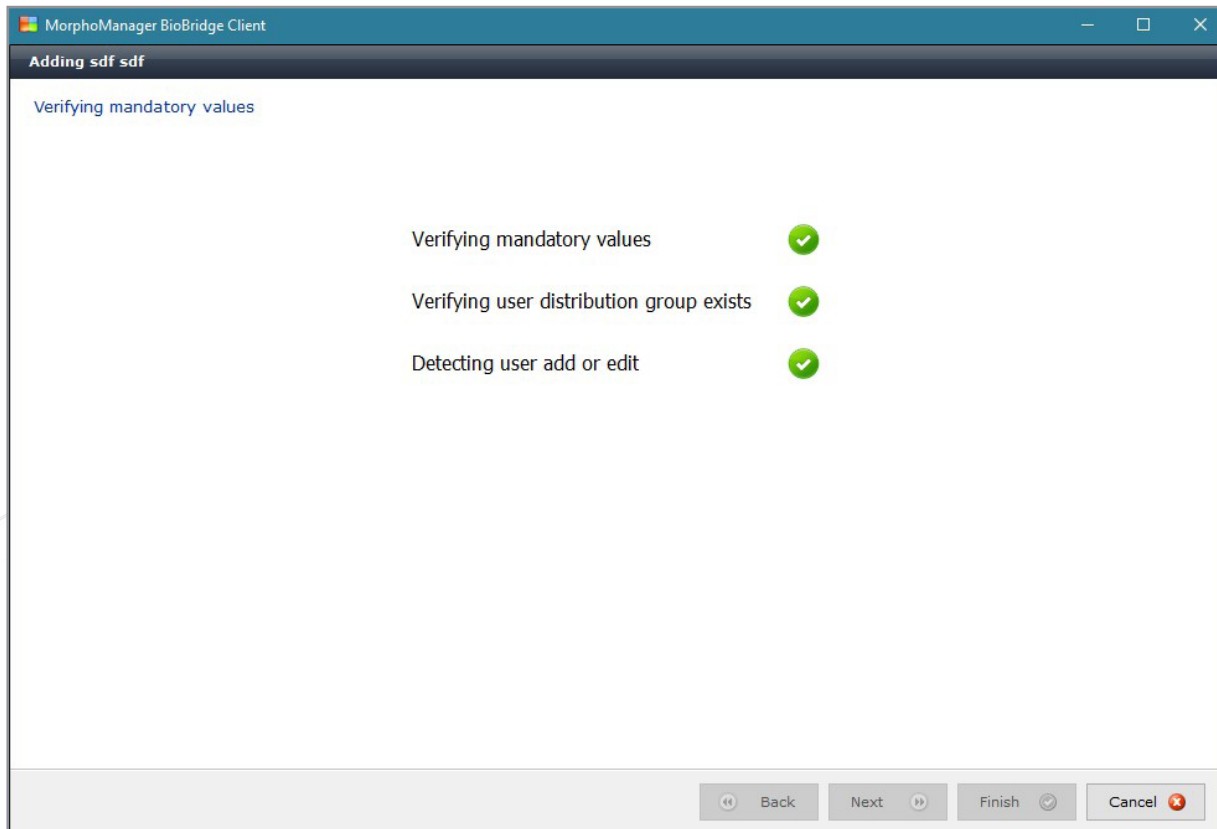 MorphoManager BioBridge Client
Adding sdf sdf
Verifying mandatory values
Verifying mandatory values
Verifying user distribution group exists
Detecting user add or edit
Back Next Finish Cancel